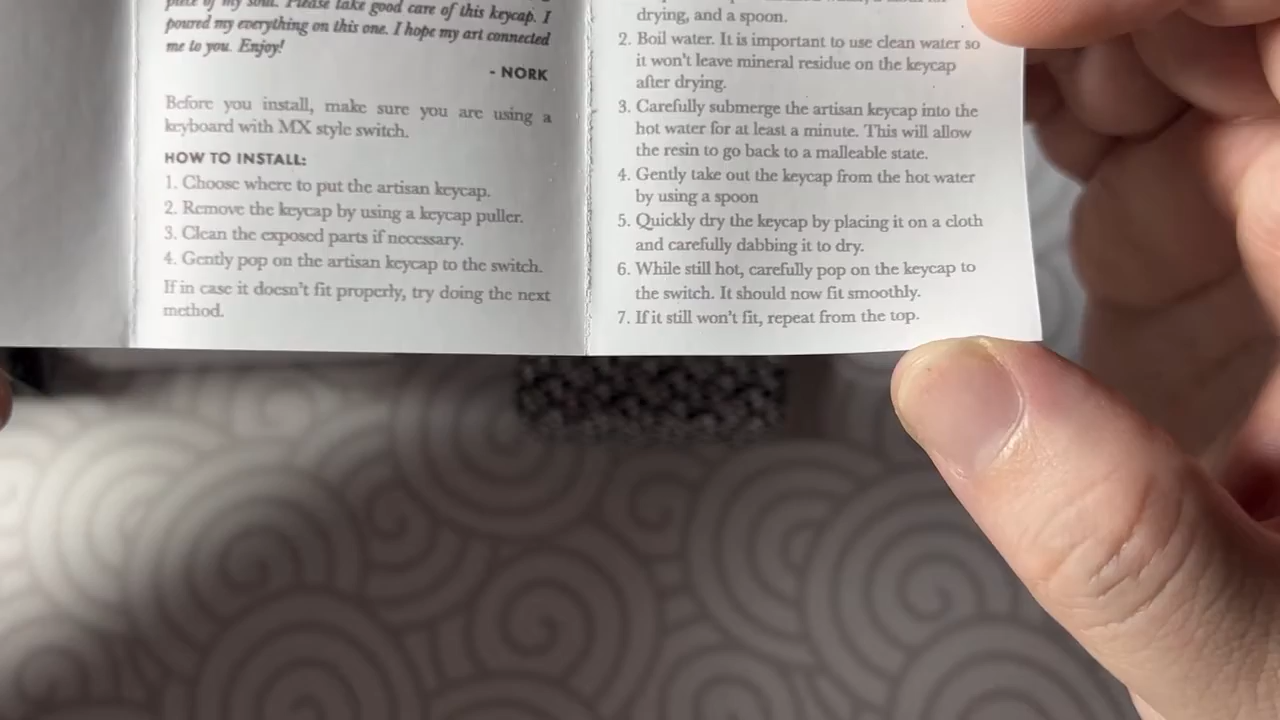 piece of my soul. Please take good care of this keycap. I
poured my everything on this one. I hope my art connected
me to you. Enjoy!
- NORK
Before you install, make sure you are using a
keyboard with MX style switch.
HOW TO INSTALL:
1. Choose where to put the artisan keycap.
2. Remove the keycap by using a keycap puller.
3. Clean the exposed parts if necessary.
4. Gently pop on the artisan keycap to the switch.
If in case it doesn't fit properly, try doing the next
method.
drying, and a spoon.
2. Boil water. It is important to use clean water so
it won't leave mineral residue on the keycap
after drying.
3. Carefully submerge the artisan keycap into the
hot water for at least a minute. This will allow
the resin to go back to a malleable state.
4. Gently take out the keycap from the hot water
by using a spoon
5. Quickly dry the keycap by placing it on a cloth
and carefully dabbing it to dry.
6. While still hot, carefully pop on the keycap to
the switch. It should now fit smoothly.
7. If it still won't fit, repeat from the top.